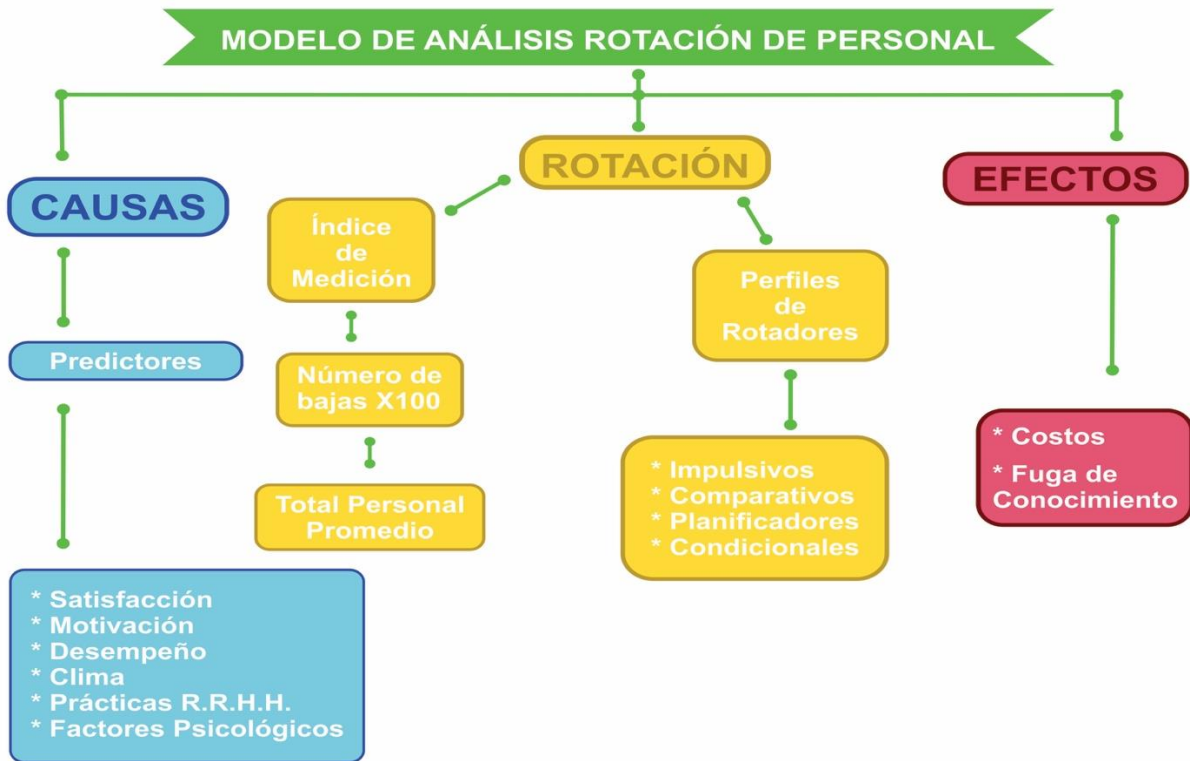 MODELO DE ANÁLISIS ROTACIÓN DE PERSONAL
CAUSAS
Predictores
* Satisfacción
* Motivación
* Desempeño
* Clima
* Prácticas R.R.H.H.
* Factores Psicológicos
ROTACIÓN
Índice
de
Medición
Número de
bajas X100
Total Personal
Promedio
Perfiles
de
Rotadores
* Impulsivos
* Comparativos
* Planificadores
* Condicionales
EFECTOS
* Costos
* Fuga de
Conocimiento